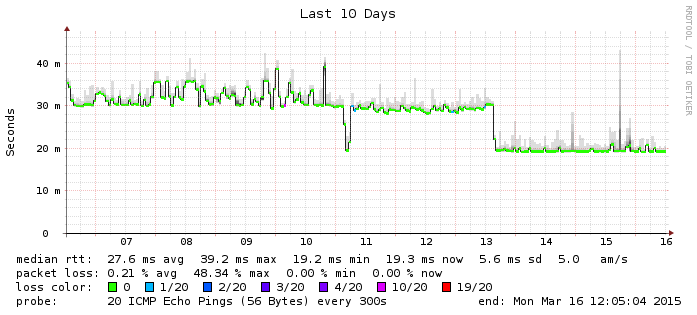 Last 10 Days
RRDTOOL / TOBI OETIKER
Seconds
40 m
30 m
20 m
10 m
0
07 08 09 10 11 12 13 14 15 16
median rtt: 27.6 ms avg 39.2 ms max 19.2 ms min 19.3 ms now 5.6 ms sd 5.0 am/s
packet loss: 0.21 % avg 48.34 % max 0.00 % min 0.00 % now
loss color: 0 1/20 2/20 3/20 4/20 10/20 19/20
probe: 20 ICMP Echo Pings (56 Bytes) every 300s end: Mon Mar 16 12:05:04 2015